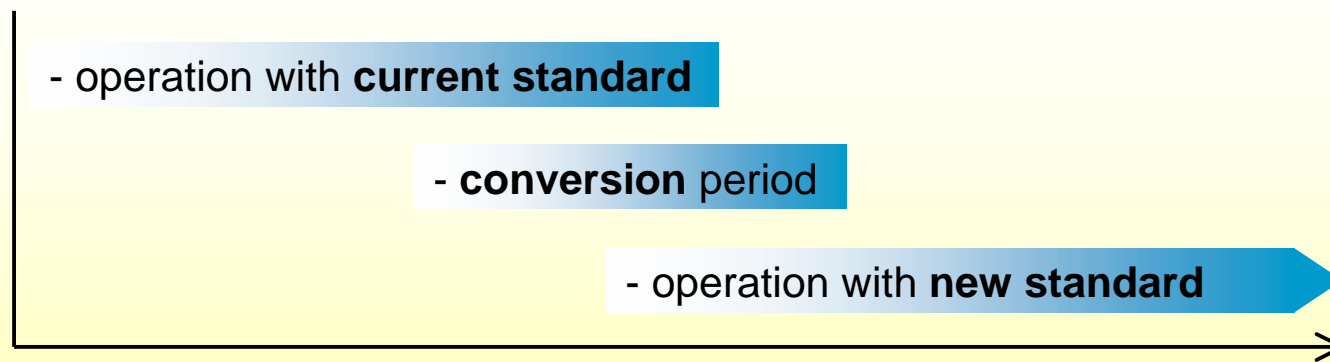 - operation with current standard
- conversion period
- operation with new standard